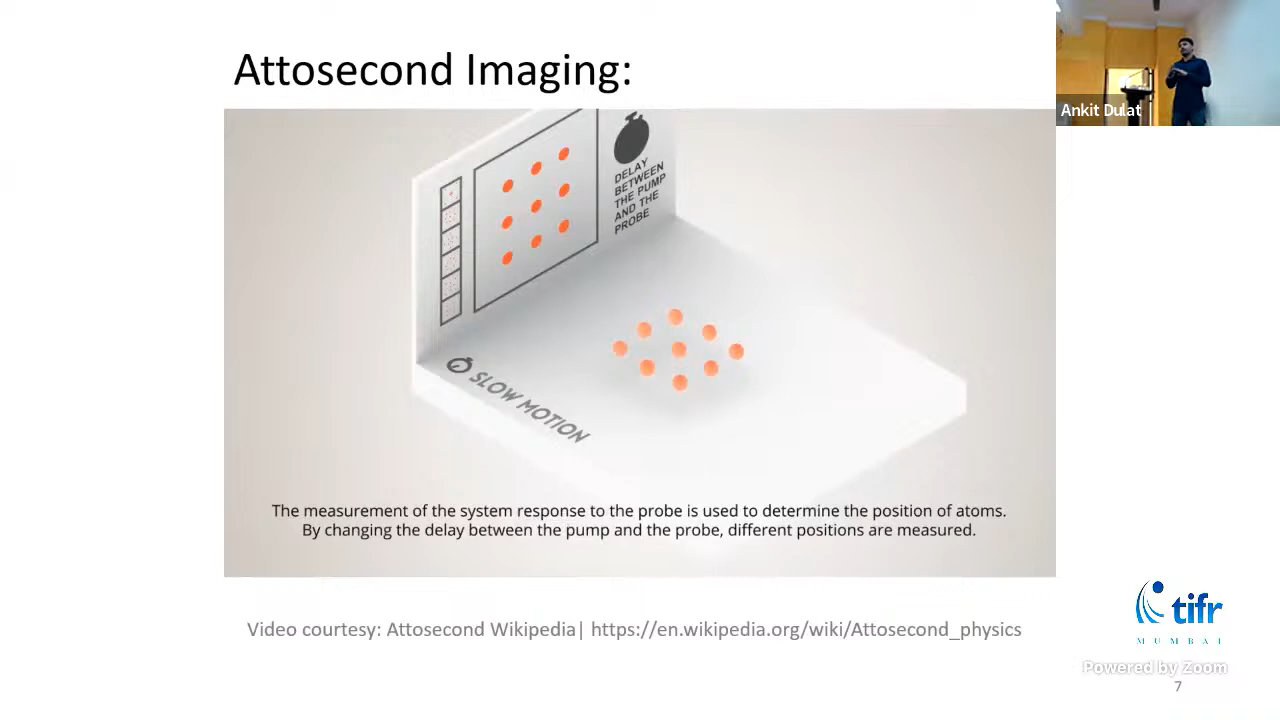 Attosecond Imaging:
Ankit Dulat
DELAY
BETWEEN
THE PUMP
AND THE
PROBE
SLOW MOTION
The measurement of the system response to the probe is used to determine the position of atoms.
By changing the delay between the pump and the probe, different positions are measured.
Video courtesy: Attosecond Wikipedia| https://en.wikipedia.org/wiki/Attosecond_physics
tifr
MUMBAI
Powered by Zoom
7